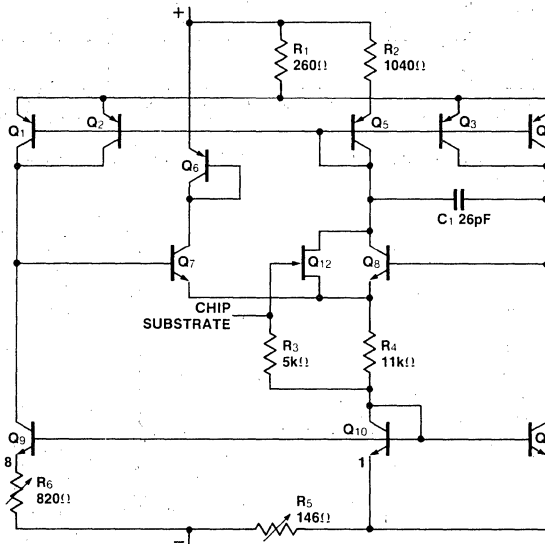 +
R1
260Ω
R2
1040Ω
Q1
Q2
Q5
Q3
Q
Q6
C1 26pF
Q7
Q12
Q8
CHIP
SUBSTRATE
R3
5kΩ
R4
11kΩ
Q9
Q10
Q
8
1
R6
820Ω
R5
146Ω
−